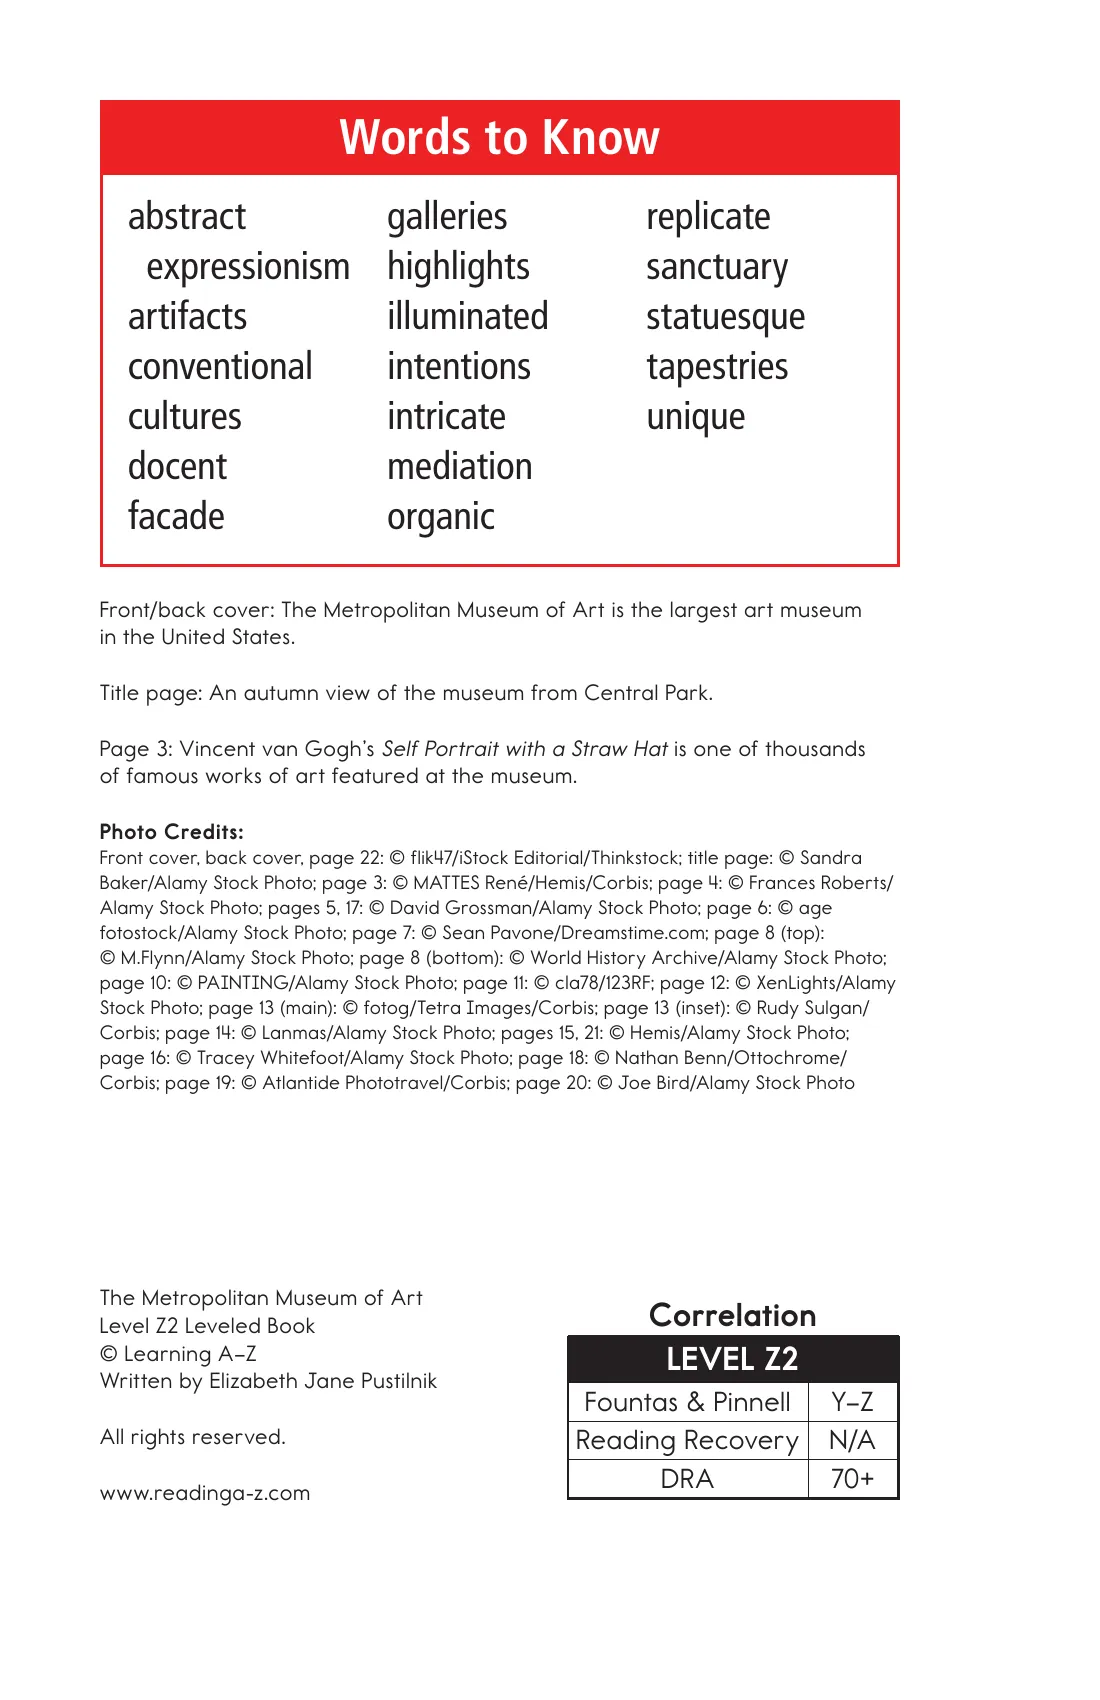 Words to Know
abstract
expressionism
artifacts
conventional
cultures
docent
facade
galleries
highlights
illuminated
intentions
intricate
mediation
organic
replicate
sanctuary
statuesque
tapestries
unique
Front/back cover: The Metropolitan Museum of Art is the largest art museum
in the United States.
Title page: An autumn view of the museum from Central Park.
Page 3: Vincent van Gogh's Self Portrait with a Straw Hat is one of thousands
of famous works of art featured at the museum.
Photo Credits:
Front cover, back cover, page 22: © flik47/iStock Editorial/Thinkstock; title page: © Sandra
Baker/Alamy Stock Photo; page 3: © MATTES René/Hemis/Corbis; page 4: © Frances Roberts/
Alamy Stock Photo; pages 5, 17: © David Grossman/Alamy Stock Photo; page 6: © age
fotostock/Alamy Stock Photo; page 7: © Sean Pavone/Dreamstime.com; page 8 (top):
© M.Flynn/Alamy Stock Photo; page 8 (bottom): © World History Archive/Alamy Stock Photo;
page 10: © PAINTING/Alamy Stock Photo; page 11: © cla78/123RF; page 12: © XenLights/Alamy
Stock Photo; page 13 (main): © fotog/Tetra Images/Corbis; page 13 (inset): © Rudy Sulgan/
Corbis; page 14: © Lanmas/Alamy Stock Photo; pages 15, 21: © Hemis/Alamy Stock Photo;
page 16: © Tracey Whitefoot/Alamy Stock Photo; page 18: © Nathan Benn/Ottochrome/
Corbis; page 19: © Atlantide Phototravel/Corbis; page 20: © Joe Bird/Alamy Stock Photo
The Metropolitan Museum of Art
Level Z2 Leveled Book
© Learning A–Z
Written by Elizabeth Jane Pustilnik
All rights reserved.
www.readinga-z.com
Correlation
LEVEL Z2
Fountas & Pinnell Y–Z
Reading Recovery N/A
DRA 70+